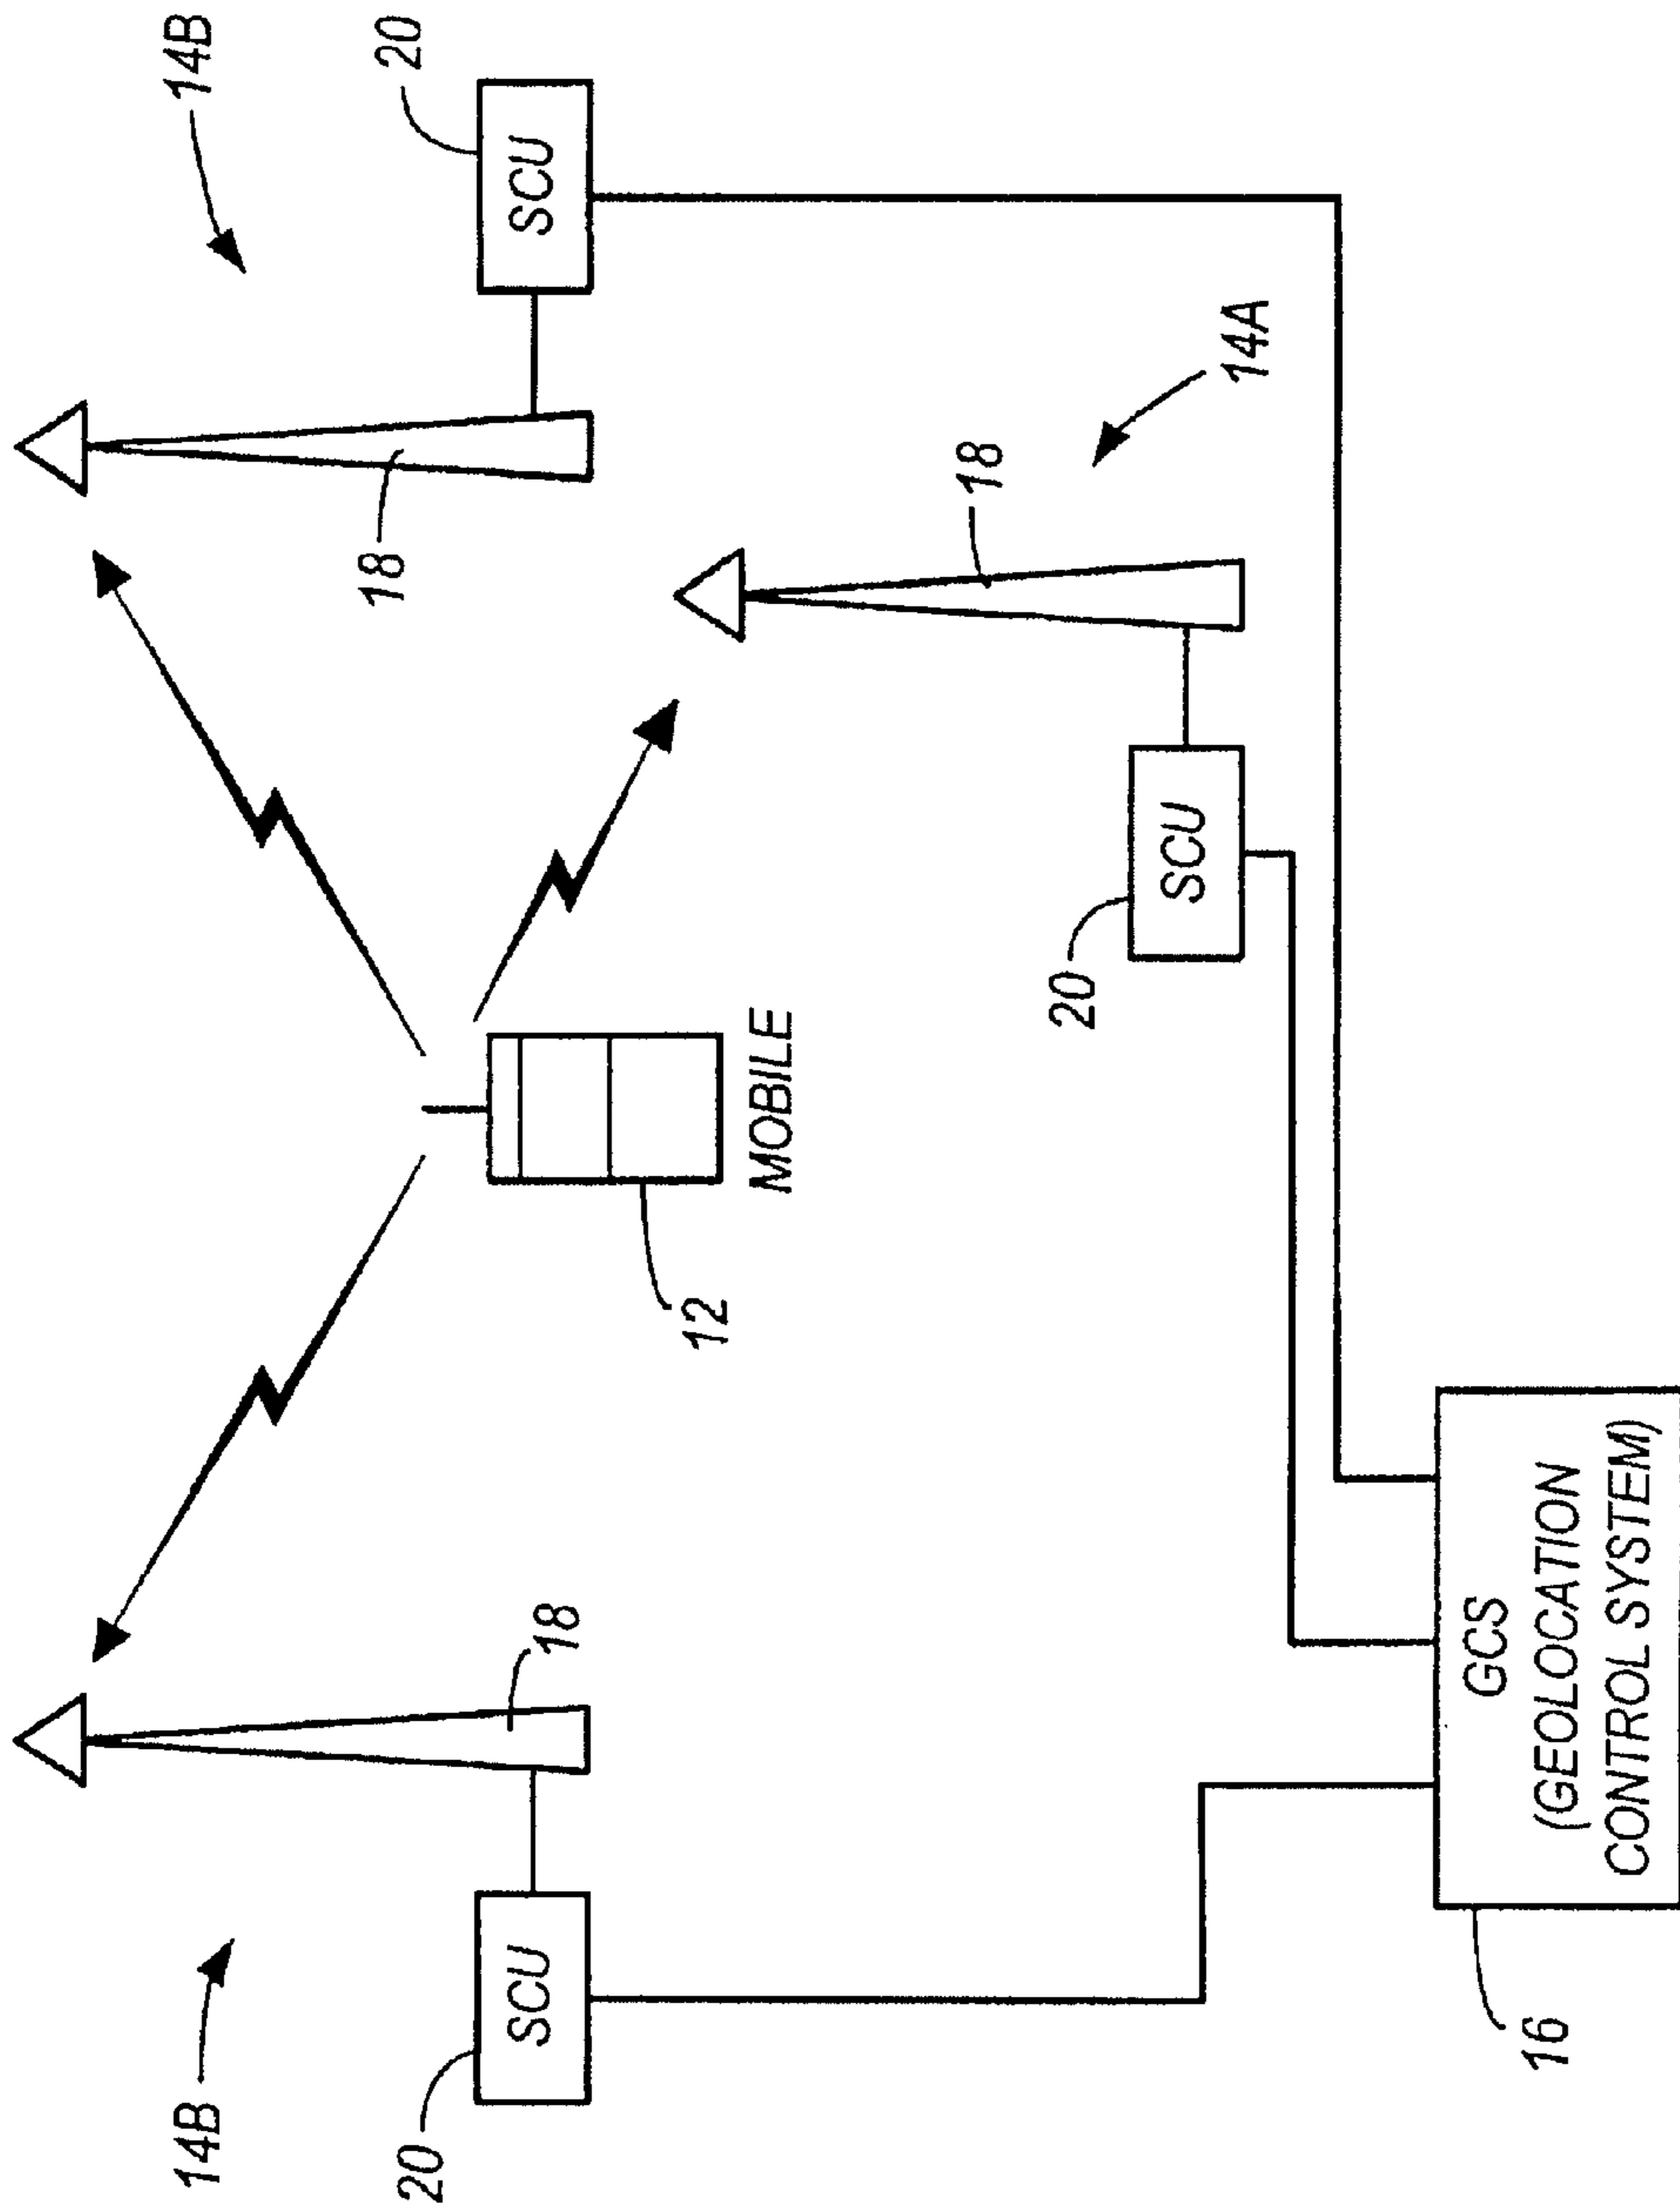 14B
14B
20
SCU
18
18
SCU
20
12
MOBILE
18
14A
20
SCU
16
GCS
(GEOLOCATION
CONTROL SYSTEM)